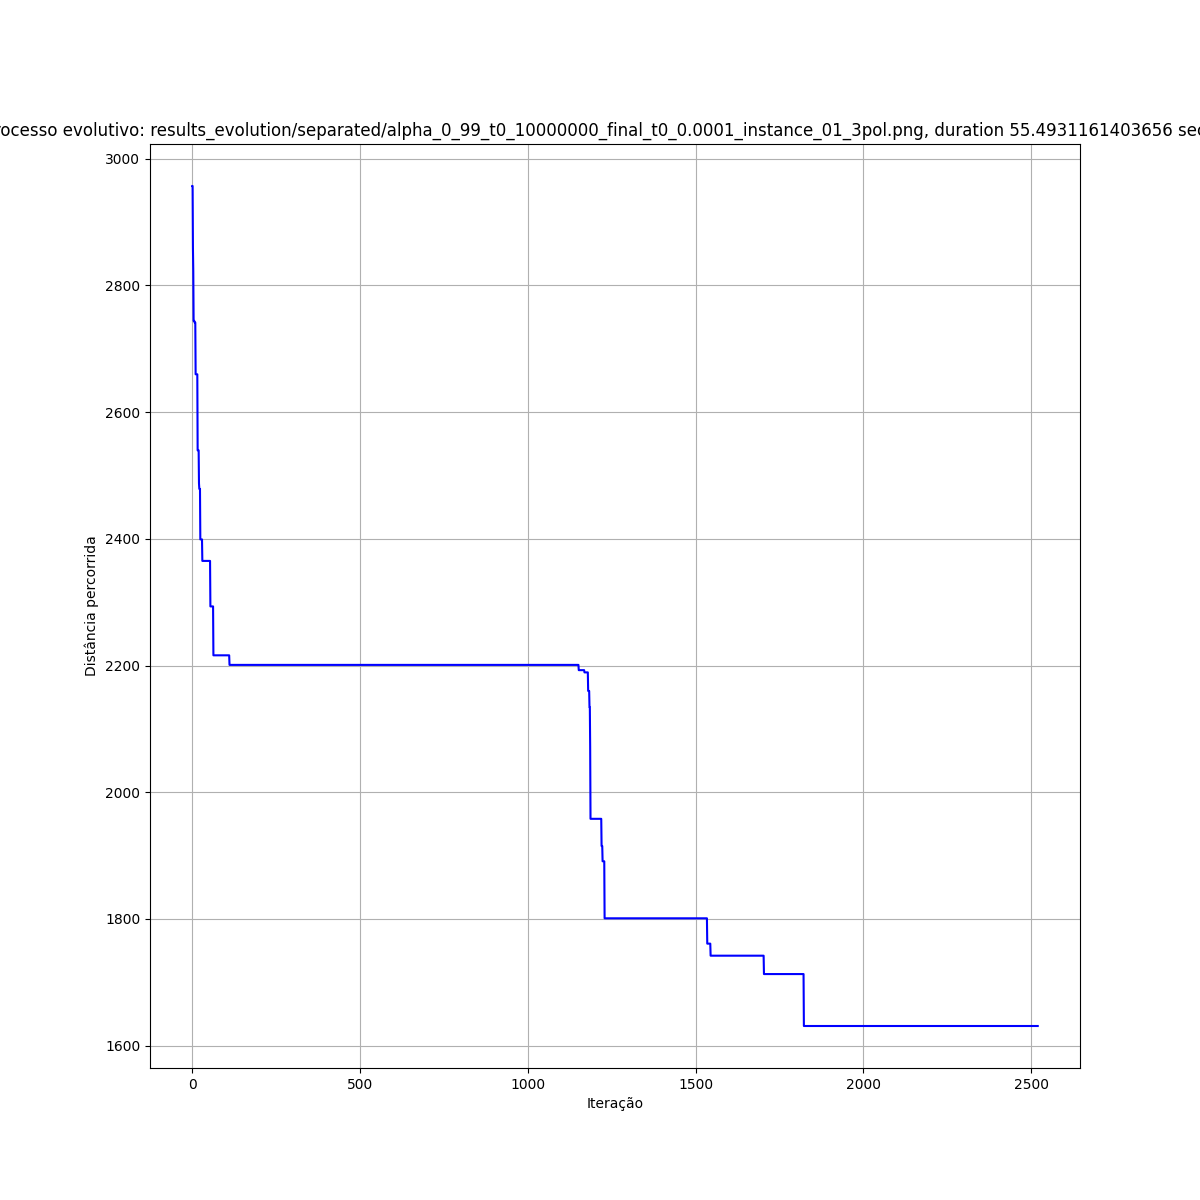 ocesso evolutivo: results_evolution/separated/alpha_0_99_t0_10000000_final_t0_0.0001_instance_01_3pol.png, duration 55.4931161403656 sec
3000
2800
2600
2400
2200
2000
1800
1600
Distância percorrida
0 500 1000 1500 2000 2500
Iteração